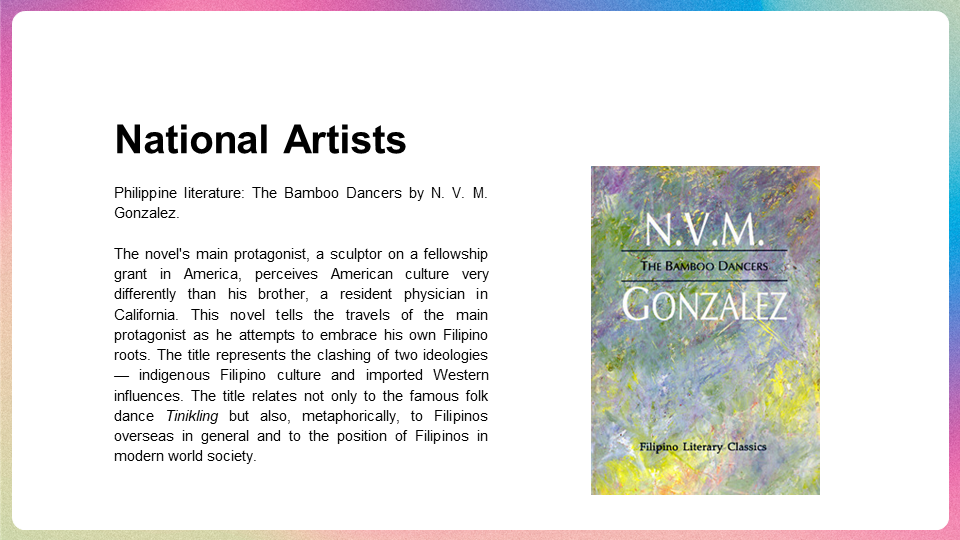 National Artists
Philippine literature: The Bamboo Dancers by N. V. M.
Gonzalez.
The novel's main protagonist, a sculptor on a fellowship
grant in America, perceives American culture very
differently than his brother, a resident physician in
California. This novel tells the travels of the main
protagonist as he attempts to embrace his own Filipino
roots. The title represents the clashing of two ideologies
— indigenous Filipino culture and imported Western
influences. The title relates not only to the famous folk
dance Tinikling but also, metaphorically, to Filipinos
overseas in general and to the position of Filipinos in
modern world society.
N.V.M.
The Bamboo Dancers
Gonzalez
Filipino Literary Classics